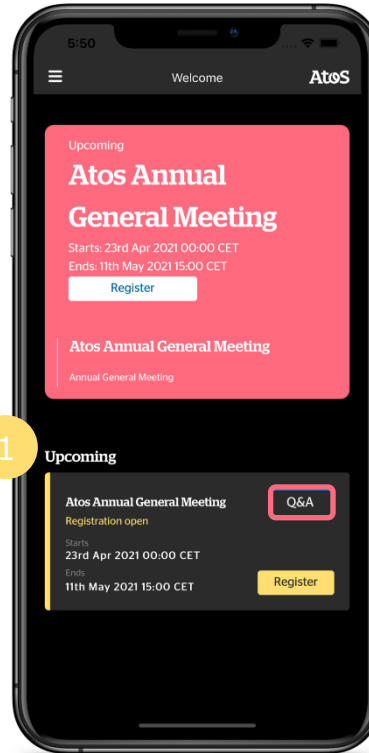 5:50
Welcome
AtoS
Upcoming
Atos Annual
General Meeting
Starts: 23rd Apr 2021 00:00 CET
Ends: 11th May 2021 15:00 CET
Register
Atos Annual General Meeting
Annual General Meeting
1
Upcoming
Atos Annual General Meeting
Q&A
Registration open
Starts
23rd Apr 2021 00:00 CET
Ends
11th May 2021 15:00 CET
Register